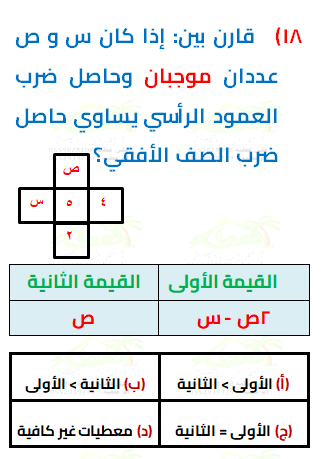 ١٨) قارن بين: إذا كان س و ص
عددان موجبان وحاصل ضرب
العمود الرأسي يساوي حاصل
ضرب الصف الأفقي؟
ص
٤ ٥ س
٢
القيمة الأولى القيمة الثانية
٢ص - س ص
(أ) الأولى > الثانية (ب) الثانية > الأولى
(ج) الأولى = الثانية (د) معطيات غير كافية